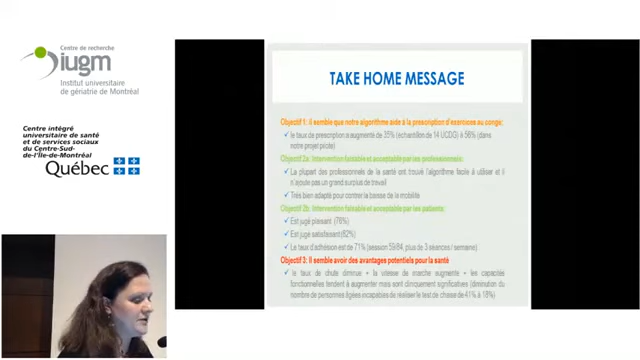 Centre de recherche
iugm
Institut universitaire
de gériatrie de Montréal
Centre intégré
universitaire de santé
et de services sociaux
du Centre-Sud-
de-l'Île-de-Montréal
Québec
TAKE HOME MESSAGE
Objectif 1: Il semble que notre algorithme aide à la prescription d'exercices au congé
✓ le taux de prescription a augmenté de 35% (échantillon de 14 UCDG) à 56% (dans
notre projet pilote)
Objectif 2a: Intervention faisable et acceptable par les professionnels
✓ La plupart des professionnels de la santé ont trouvé l'algorithme facile à utiliser et il
n'ajoute pas un grand surplus de travail
✓ Très bien adapté pour contrer la baisse de la mobilité
Objectif 2b: Intervention faisable et acceptable par les patients
✓ Est jugé plaisant (76%)
✓ Est jugé satisfaisant (82%)
✓ Le taux d'adhésion est de 71% (session 59/84, plus de 3 séances / semaine)
Objectif 3: Il semble avoir des avantages potentiels pour la santé
✓ le taux de chute diminue + la vitesse de marche augmente + les capacités
fonctionnelles tendent à augmenter mais sont cliniquement significatives (diminution du
nombre de personnes âgées incapables de réaliser le test de chaise de 41% à 18%)